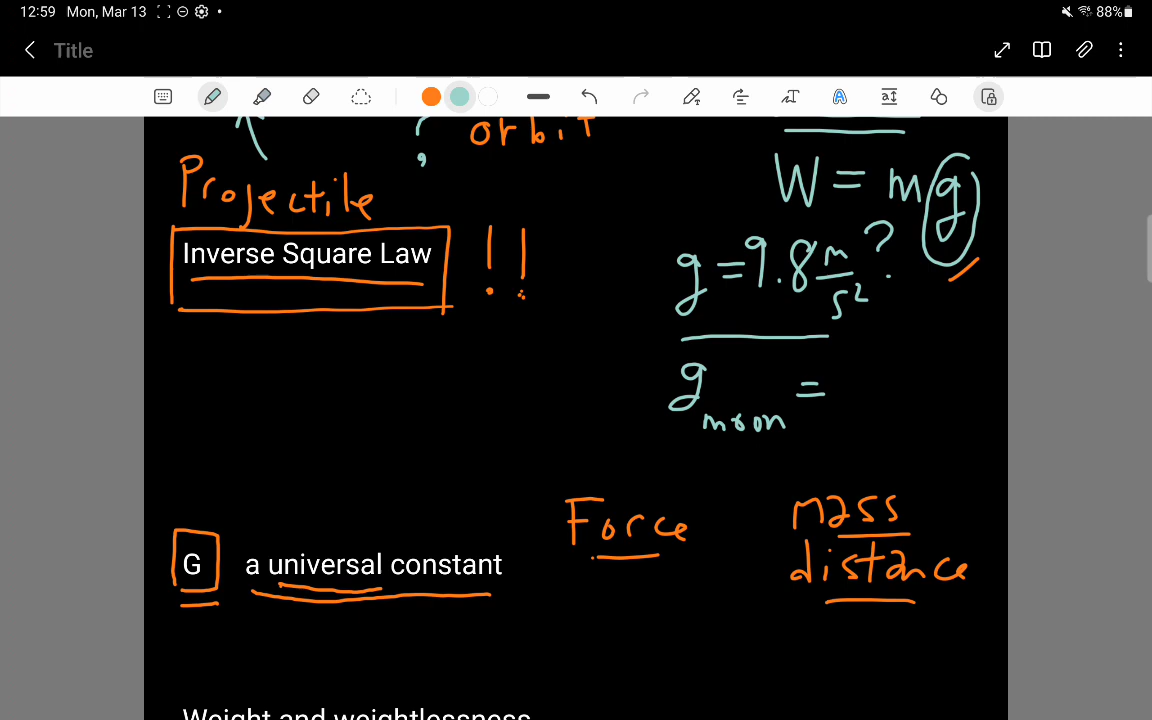 12:59 Mon, Mar 13 88%
Title
orbit
?
Projectile
W = mg
Inverse Square Law !!
g = 9.8 m/s² ?
g moon =
Force
mass
distance
G a universal constant
Weight and weightlessness